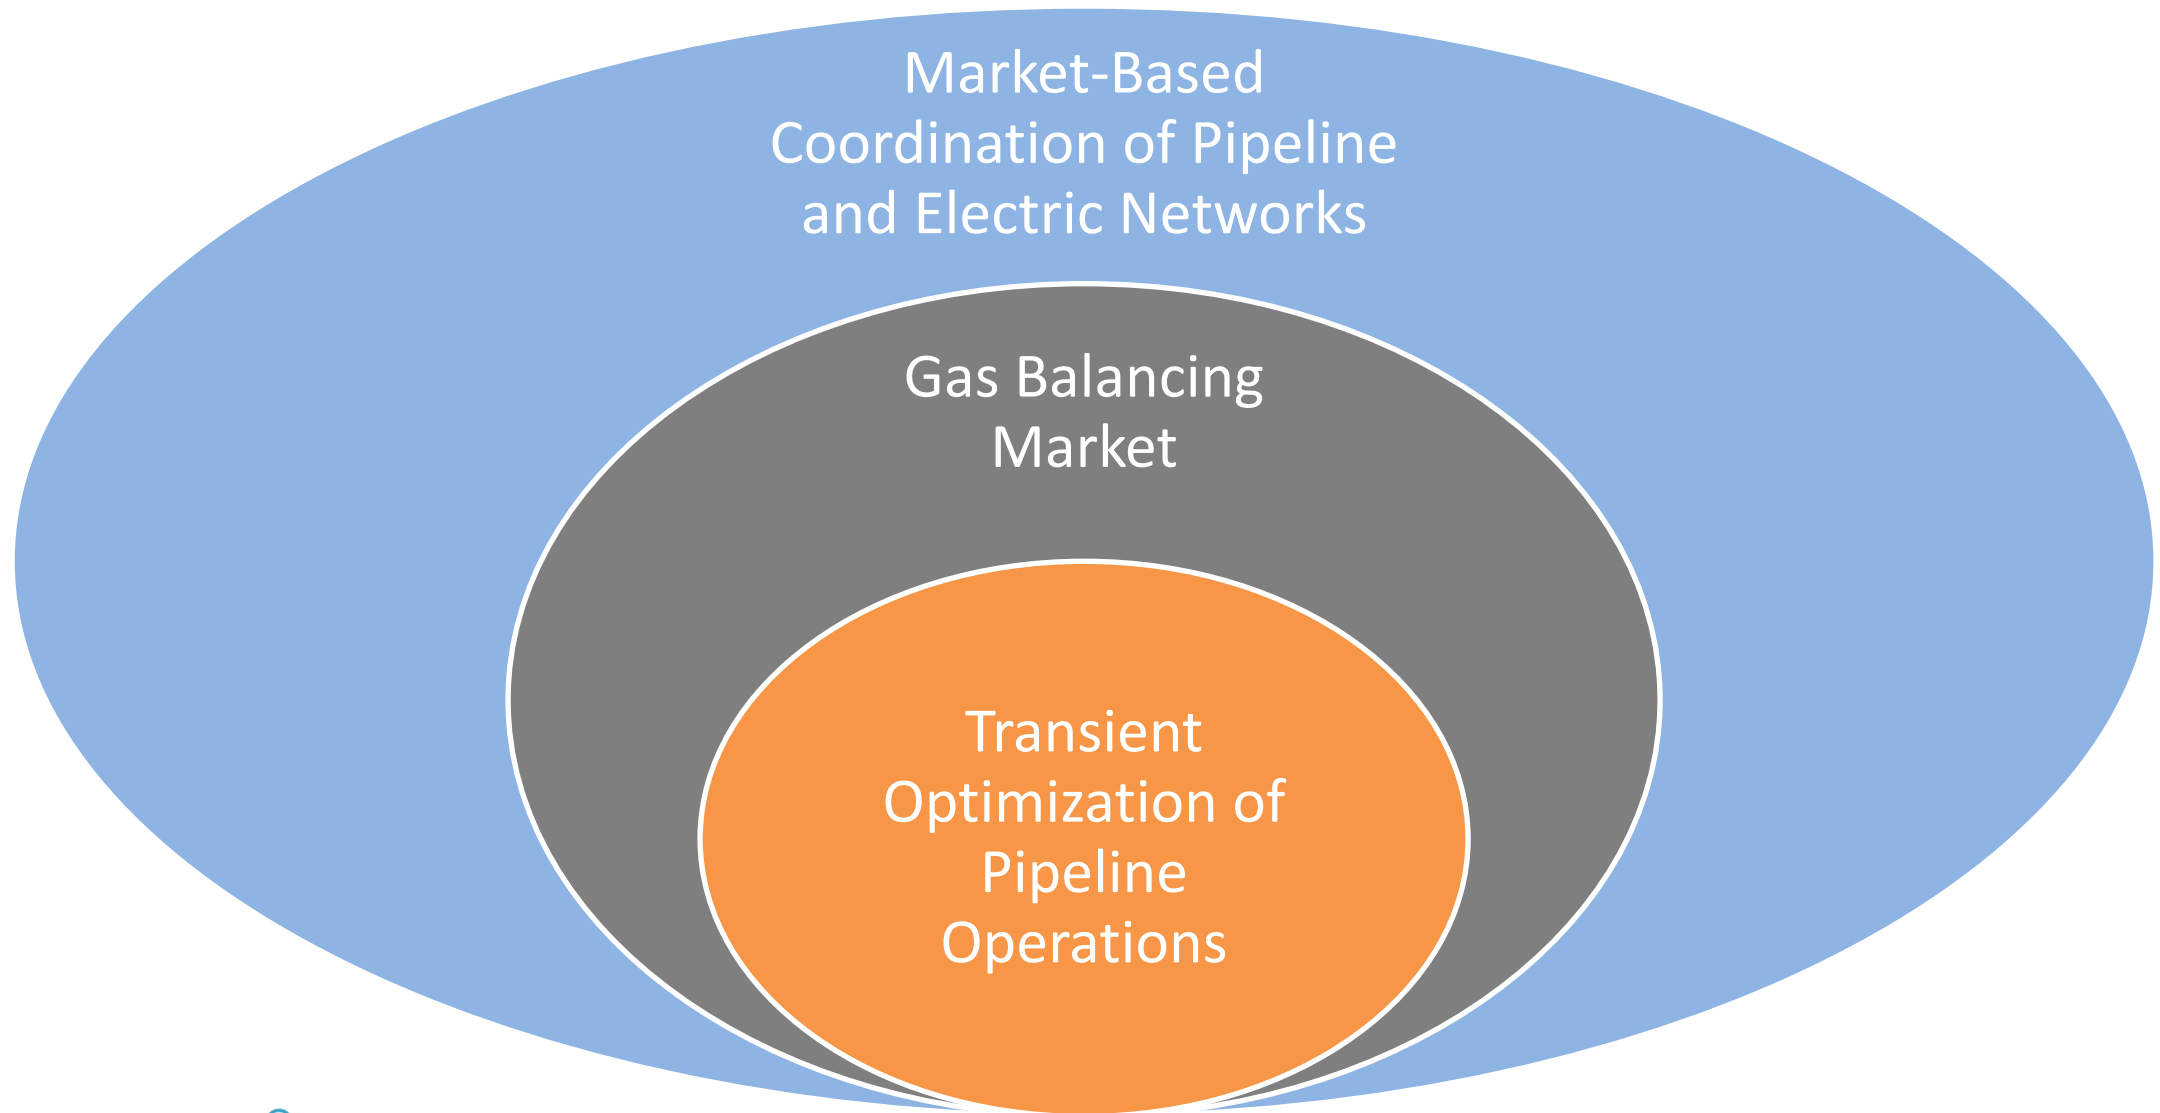 Market-Based
Coordination of Pipeline
and Electric Networks
Gas Balancing
Market
Transient
Optimization of
Pipeline
Operations